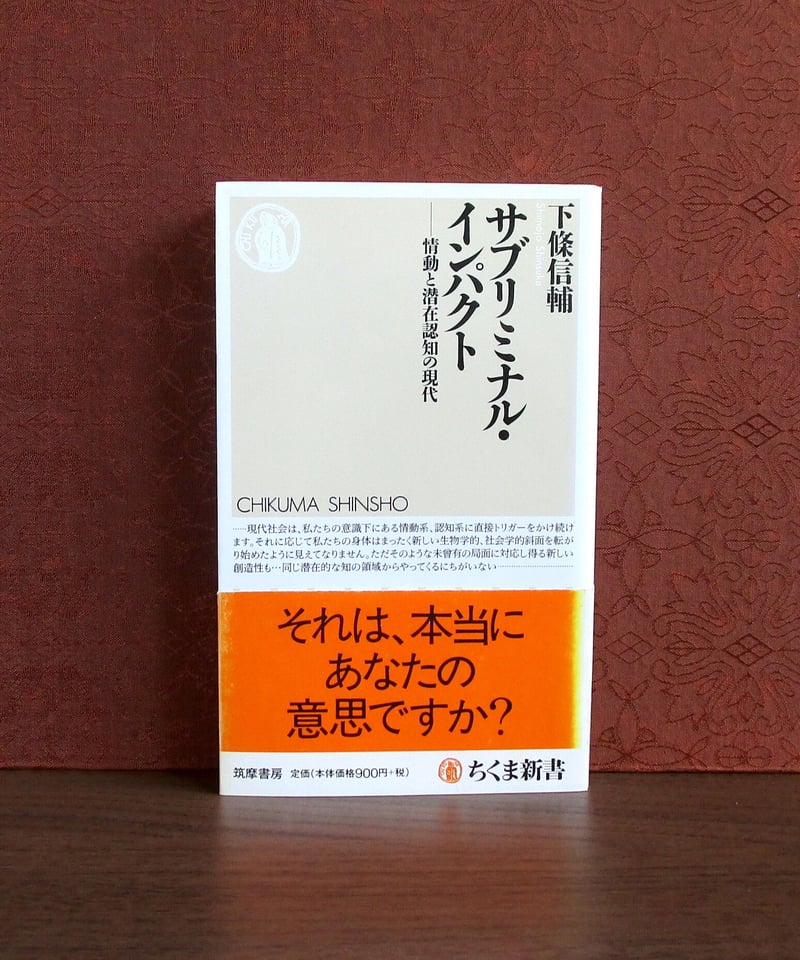 下條信輔
Shimojo Shinsuke
サブリミナル・
インパクト
──情動と潜在認知の現代
CHIKUMA SHINSHO
……現代社会は、私たちの意識下にある情動系、認知系に直接トリガーをかけ続け
ます。それに応じて私たちの身体はまったく新しい生物学的、社会学的斜面を転が
り始めたように見えてなりません。ただそのような未曾有の局面に対応し得る新しい
創造性も…同じ潜在的な知の領域からやってくるにちがいない……………………
それは、本当に
あなたの
意思ですか?
筑摩書房 定価(本体価格900円+税) ちくま新書